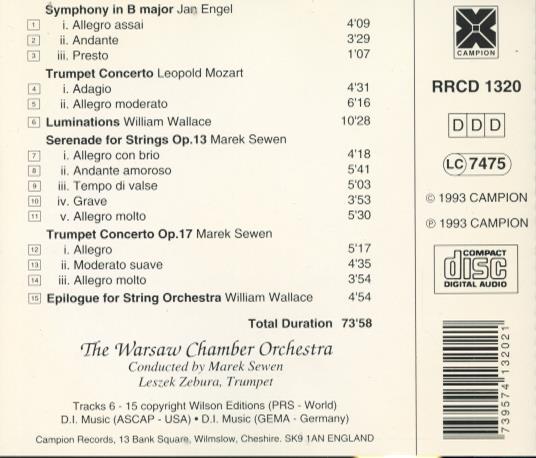 Symphony in B major Jan Engel
1 i. Allegro assai 4'09
2 ii. Andante 3'29
3 iii. Presto 1'07
Trumpet Concerto Leopold Mozart
4 i. Adagio 4'31
5 ii. Allegro moderato 6'16
6 Luminations William Wallace 10'28
Serenade for Strings Op.13 Marek Sewen
7 i. Allegro con brio 4'18
8 ii. Andante amoroso 5'41
9 iii. Tempo di valse 5'03
10 iv. Grave 3'53
11 v. Allegro molto 5'30
Trumpet Concerto Op.17 Marek Sewen
12 i. Allegro 5'17
13 ii. Moderato suave 4'35
14 iii. Allegro molto 3'54
15 Epilogue for String Orchestra William Wallace 4'54
Total Duration 73'58
The Warsaw Chamber Orchestra
Conducted by Marek Sewen
Leszek Zebura, Trumpet
Tracks 6 - 15 copyright Wilson Editions (PRS - World)
D.I. Music (ASCAP - USA) • D.I. Music (GEMA - Germany)
Campion Records, 13 Bank Square, Wilmslow, Cheshire. SK9 1AN ENGLAND
CAMPION
RRCD 1320
D D D
LC 7475
© 1993 CAMPION
℗ 1993 CAMPION
COMPACT
disc
DIGITAL AUDIO
739574 132021